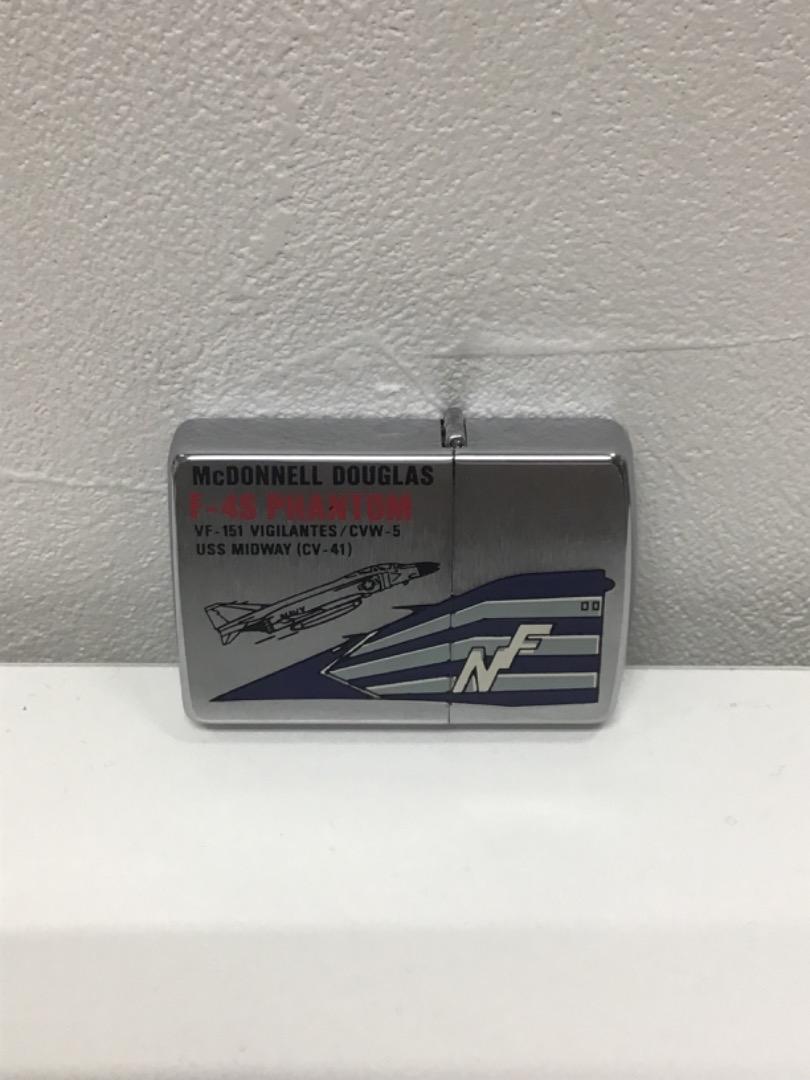 McDONNELL DOUGLAS
F-4S PHANTOM
VF-151 VIGILANTES/CVW-5
USS MIDWAY (CV-41)
NAVY
NF